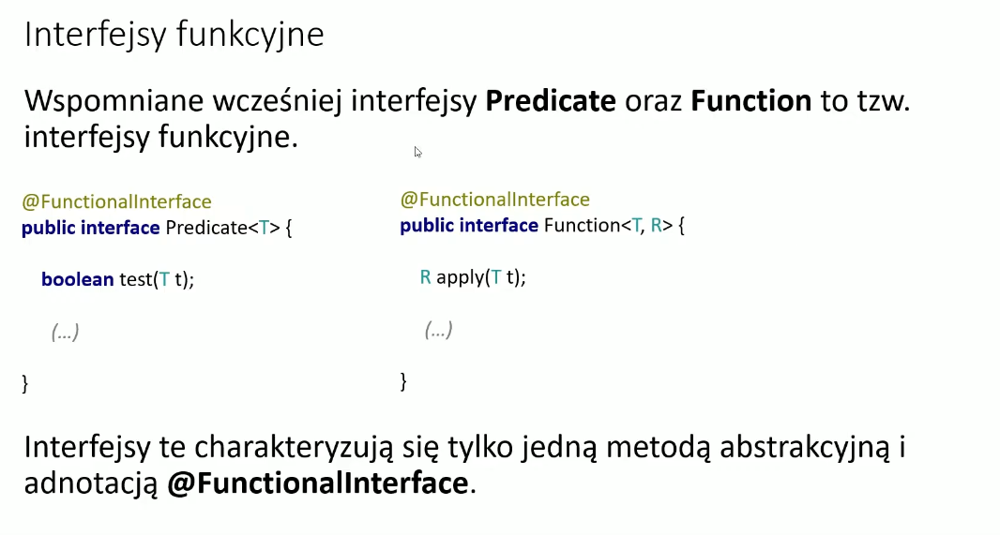 Interfejsy funkcyjne
Wspomniane wcześniej interfejsy Predicate oraz Function to tzw.
interfejsy funkcyjne.
@FunctionalInterface
public interface Predicate<T> {
boolean test(T t);
(...)
}
@FunctionalInterface
public interface Function<T, R> {
R apply(T t);
(...)
}
Interfejsy te charakteryzują się tylko jedną metodą abstrakcyjną i
adnotacją @FunctionalInterface.